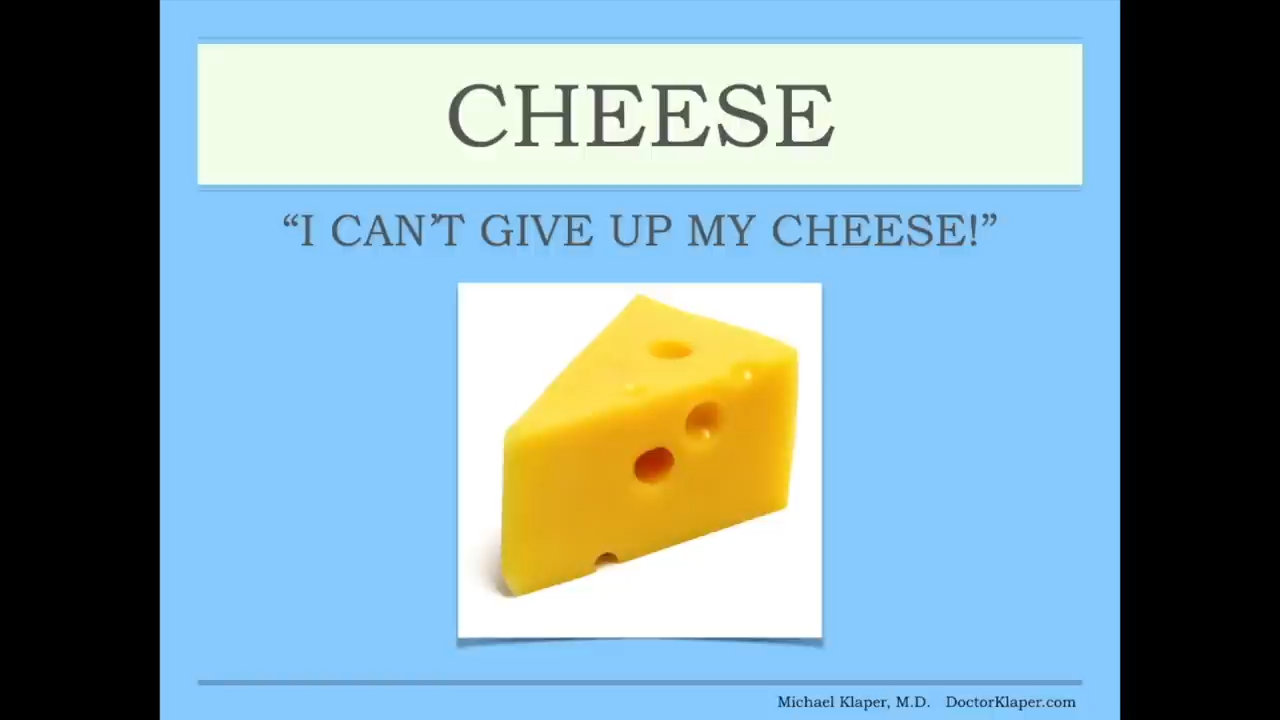 CHEESE
“I CAN’T GIVE UP MY CHEESE!”
Michael Klaper, M.D. DoctorKlaper.com